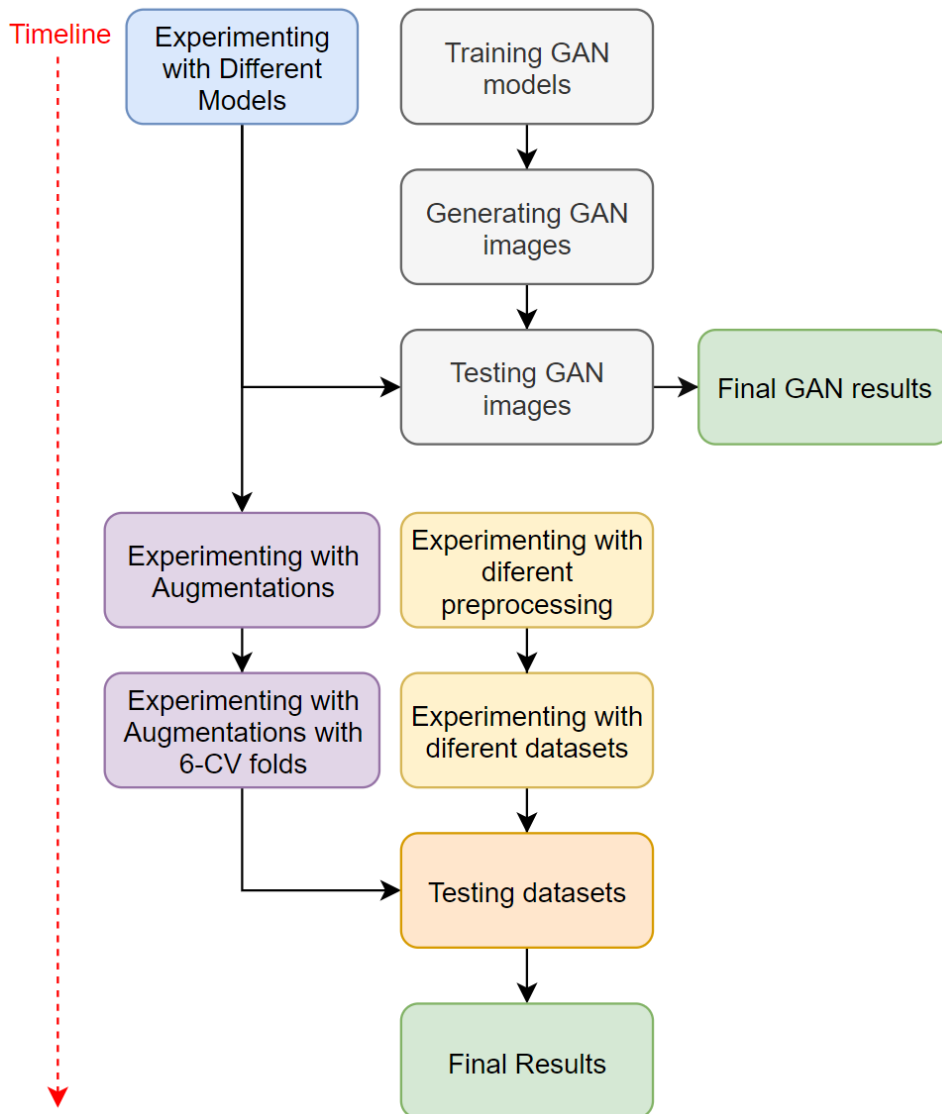 Timeline
Experimenting
with Different
Models
Training GAN
models
Generating GAN
images
Testing GAN
images
Final GAN results
Experimenting with
Augmentations
Experimenting with
diferent
preprocessing
Experimenting with
Augmentations with
6-CV folds
Experimenting with
diferent datasets
Testing datasets
Final Results